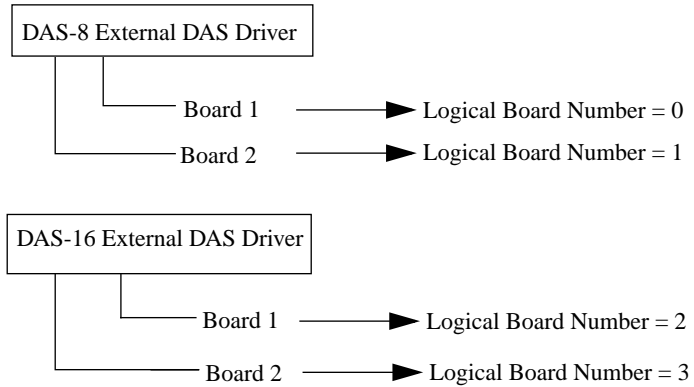 DAS-8 External DAS Driver
Board 1 Logical Board Number = 0
Board 2 Logical Board Number = 1
DAS-16 External DAS Driver
Board 1 Logical Board Number = 2
Board 2 Logical Board Number = 3